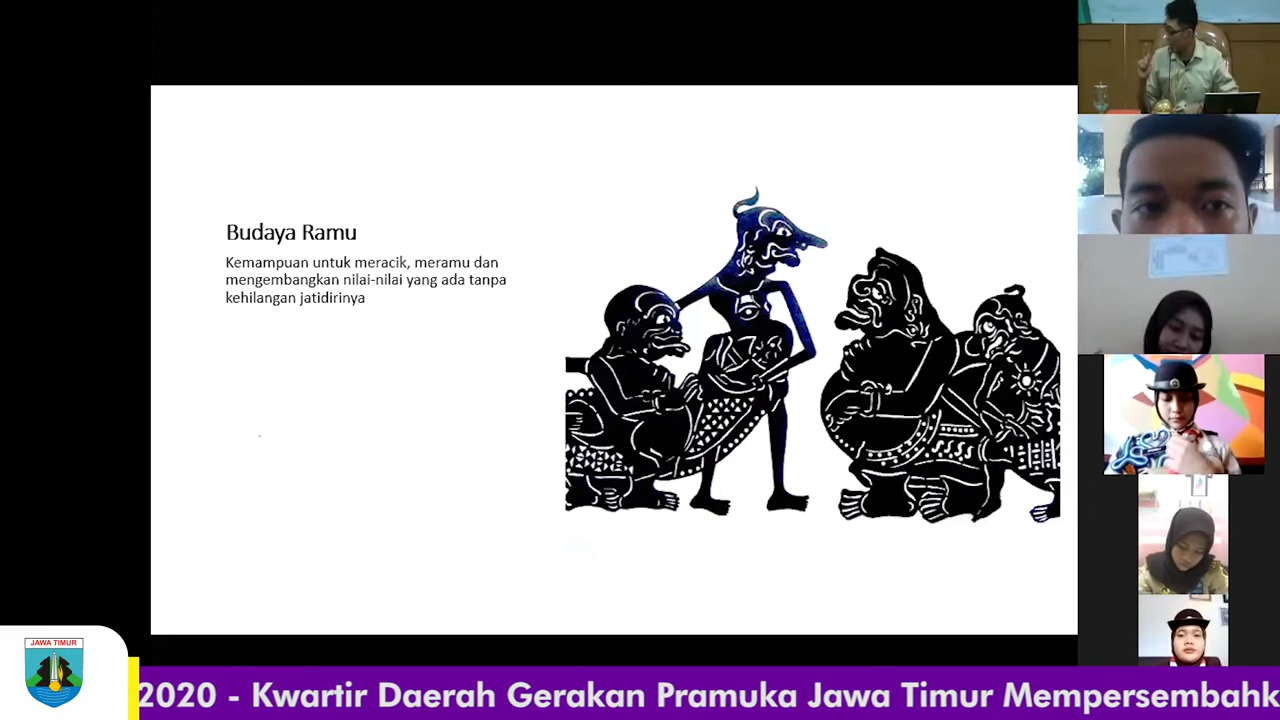 Budaya Ramu
Kemampuan untuk meracik, meramu dan
mengembangkan nilai-nilai yang ada tanpa
kehilangan jatidirinya
JAWA TIMUR
2020 - Kwartir Daerah Gerakan Pramuka Jawa Timur Mempersembahk